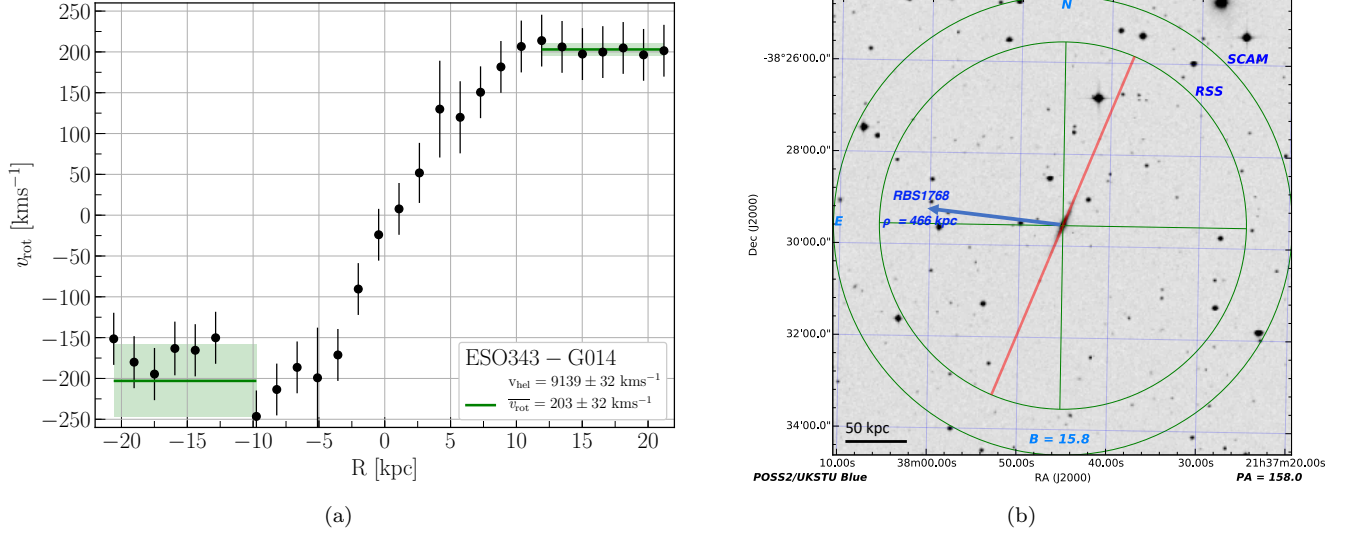 250
200
150
100
50
0
−50
−100
−150
−200
−250
v_rot [kms⁻¹]
ESO343 − G014
v_hel = 9139 ± 32 kms⁻¹
v̅_rot = 203 ± 32 kms⁻¹
−20 −15 −10 −5 0 5 10 15 20
R [kpc]
(a)
N
SCAM
-38°26'00.0"
RSS
28'00.0"
RBS1768
E
ρ = 466 kpc
Dec (J2000)
30'00.0"
32'00.0"
34'00.0"
50 kpc
B = 15.8
10.00s 38m00.00s 50.00s 40.00s 30.00s 21h37m20.00s
POSS2/UKSTU Blue RA (J2000) PA = 158.0
(b)